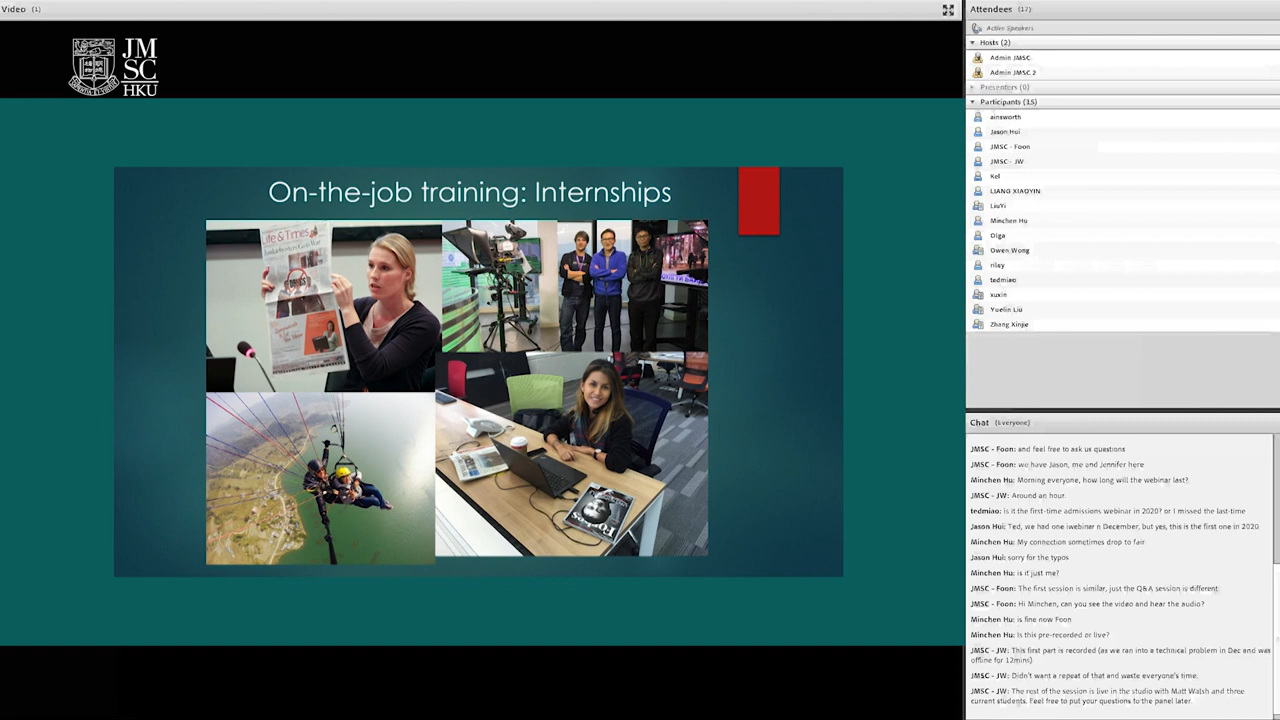 Video (1)
JM
SC
HKU
On-the-job training: Internships
Life & Times
Forbes
Attendees (17)
Active Speakers
Hosts (2)
Admin JMSC
Admin JMSC 2
Presenters (0)
Participants (15)
ainsworth
Jason Hui
JMSC - Foon
JMSC - JW
Kel
LIANG XIAOYIN
LiuYi
Minchen Hu
Olga
Owen Wong
riley
tedmiao
xuxin
Yuelin Liu
Zhang Xinjie
Chat (Everyone)
JMSC - Foon: and feel free to ask us questions
JMSC - Foon: we have Jason, me and Jennifer here
Minchen Hu: Morning everyone, how long will the webinar last?
JMSC - JW: Around an hour.
tedmiao: is it the first-time admissions webinar in 2020? or I missed the last-time
Jason Hui: Ted, we had one iwebinar n December, but yes, this is the first one in 2020
Minchen Hu: My connection sometimes drop to fair
Jason Hui: sorry for the typos
Minchen Hu: is it just me?
JMSC - Foon: The first session is similar, just the Q&A session is different
JMSC - Foon: Hi Minchen, can you see the video and hear the audio?
Minchen Hu: is fine now Foon
Minchen Hu: Is this pre-recorded or live?
JMSC - JW: This first part is recorded (as we ran into a technical problem in Dec and was
offline for 12mins)
JMSC - JW: Didn't want a repeat of that and waste everyone's time.
JMSC - JW: The rest of the session is live in the studio with Matt Walsh and three
current students. Feel free to put your questions to the panel later.